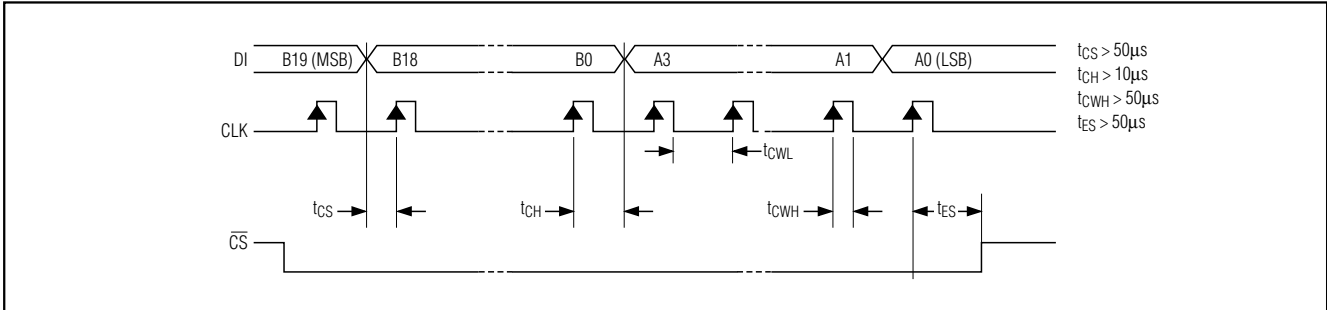 DI B19 (MSB) B18 B0 A3 A1 A0 (LSB)
tCS > 50μs
tCH > 10μs
tCWH > 50μs
tES > 50μs
CLK
tCWL
tCS tCH tCWH tES
CS